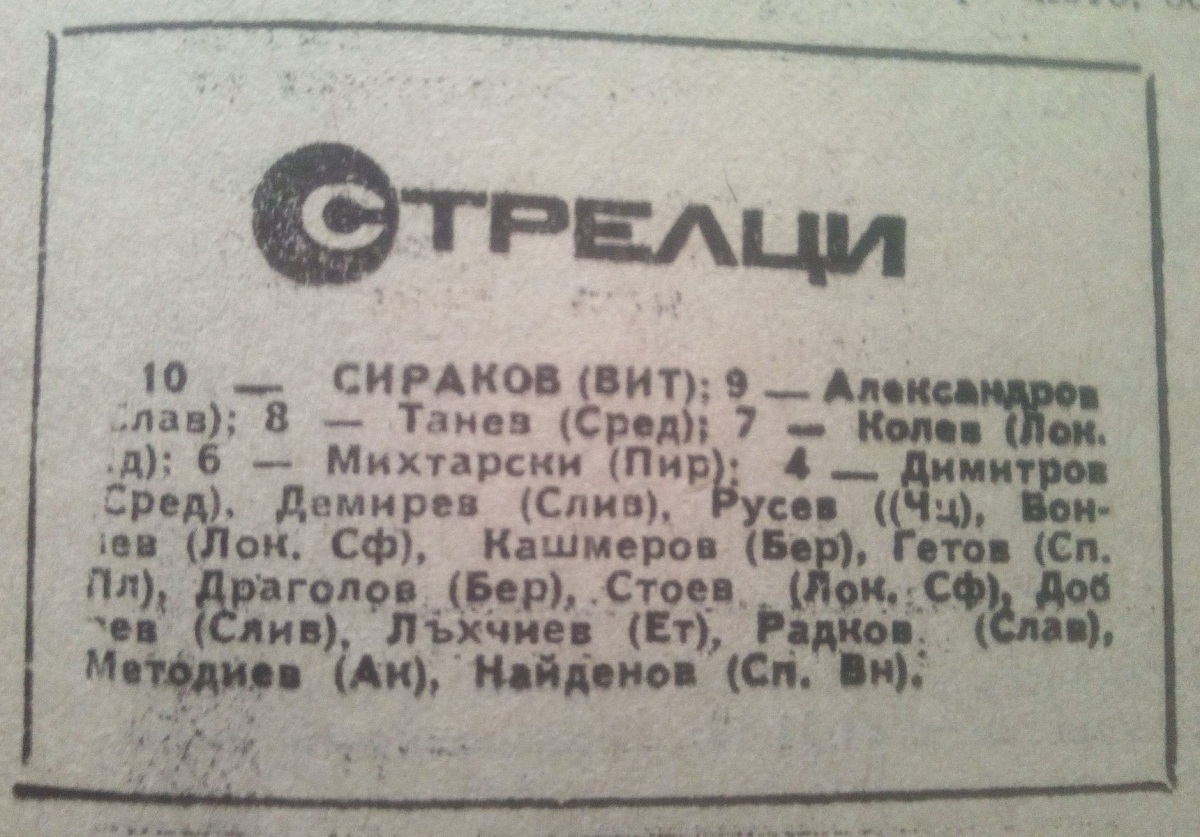 СТРЕЛЦИ
10 — СИРАКОВ (ВИТ); 9 — Александров
лав); 8 — Танев (Сред); 7 — Колев (Лок.
.д); 6 — Михтарски (Пир); 4 — Димитров
Сред), Демирев (Слив), Русев ((Чц), Вон-
ев (Лок. Сф), Кашмеров (Бер), Гетов (Сп.
Пл), Драголов (Бер), Стоев (Лок. Сф), Доб
ев (Слив), Лъхчиев (Ет), Радков. (Слав),
Методиев (Ак), Найденов (Сп. Вн).